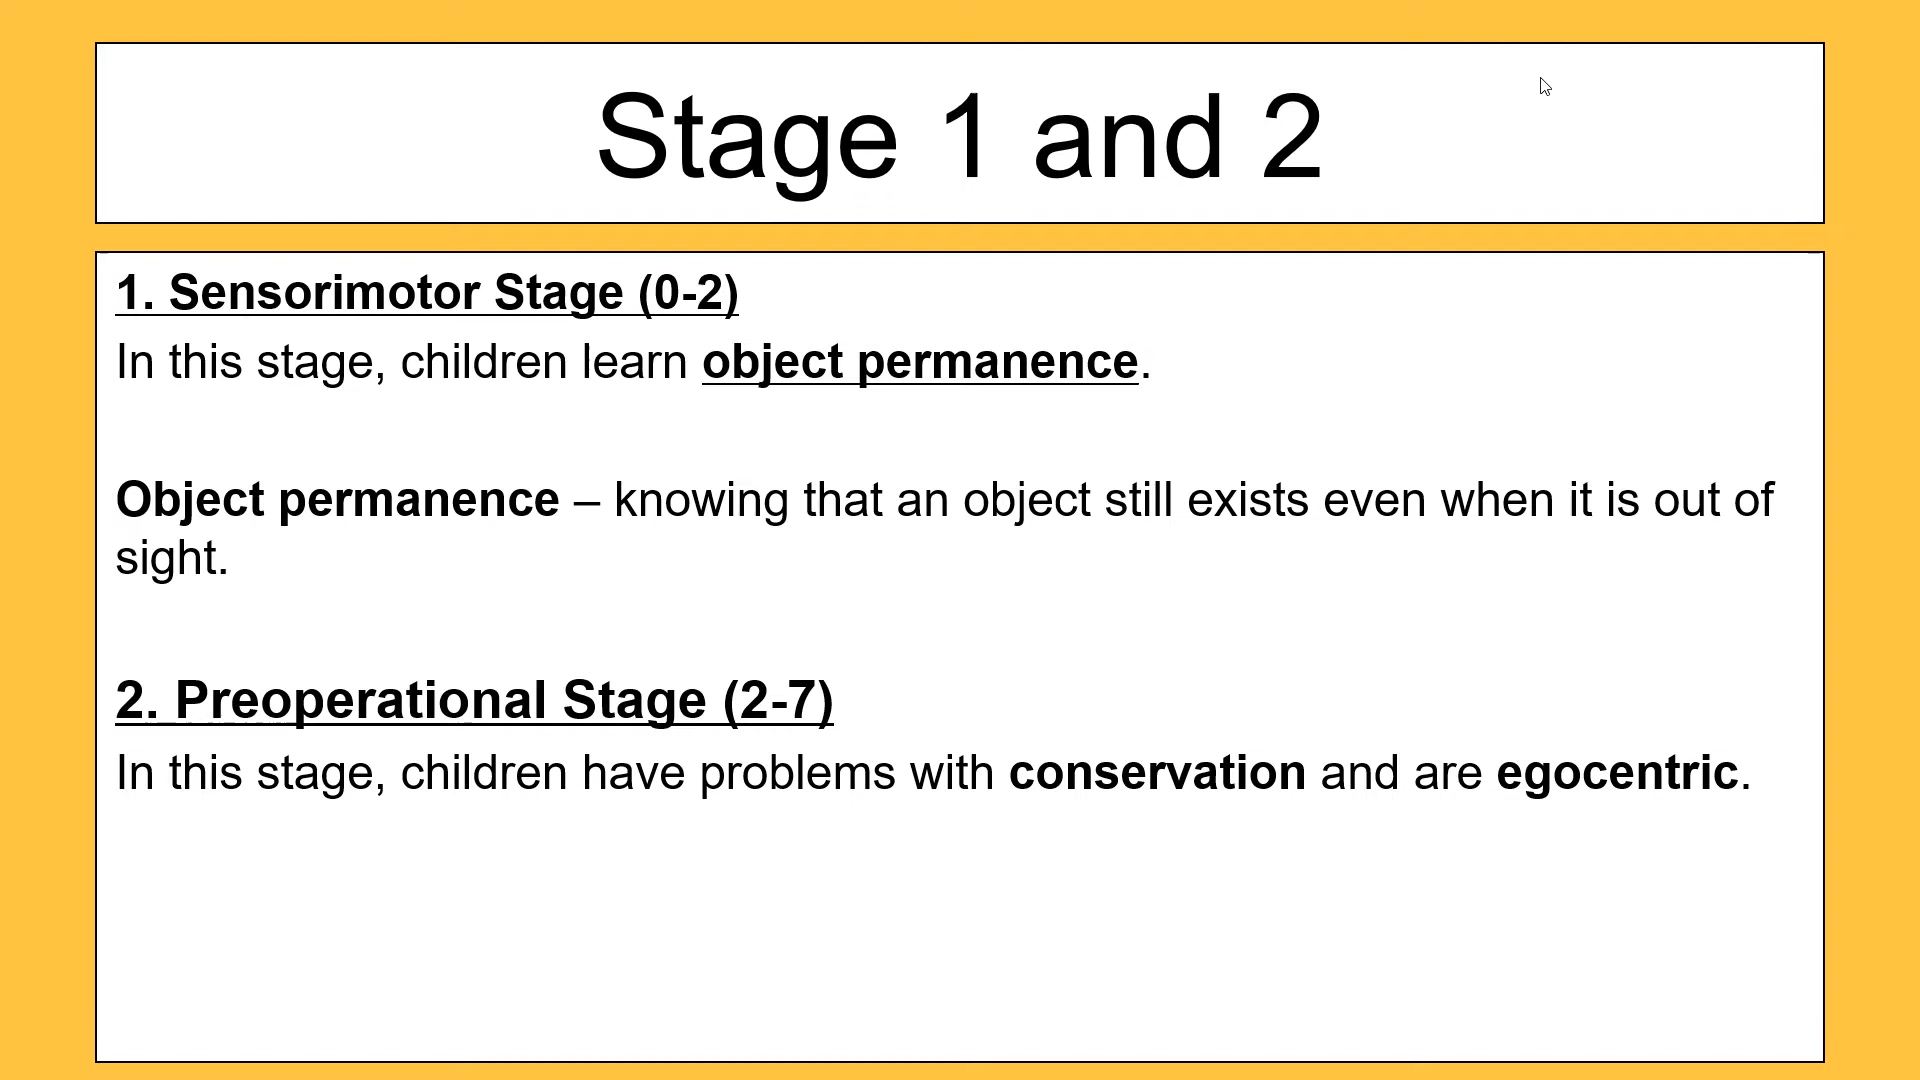 Stage 1 and 2
1. Sensorimotor Stage (0-2)
In this stage, children learn object permanence.
Object permanence – knowing that an object still exists even when it is out of
sight.
2. Preoperational Stage (2-7)
In this stage, children have problems with conservation and are egocentric.